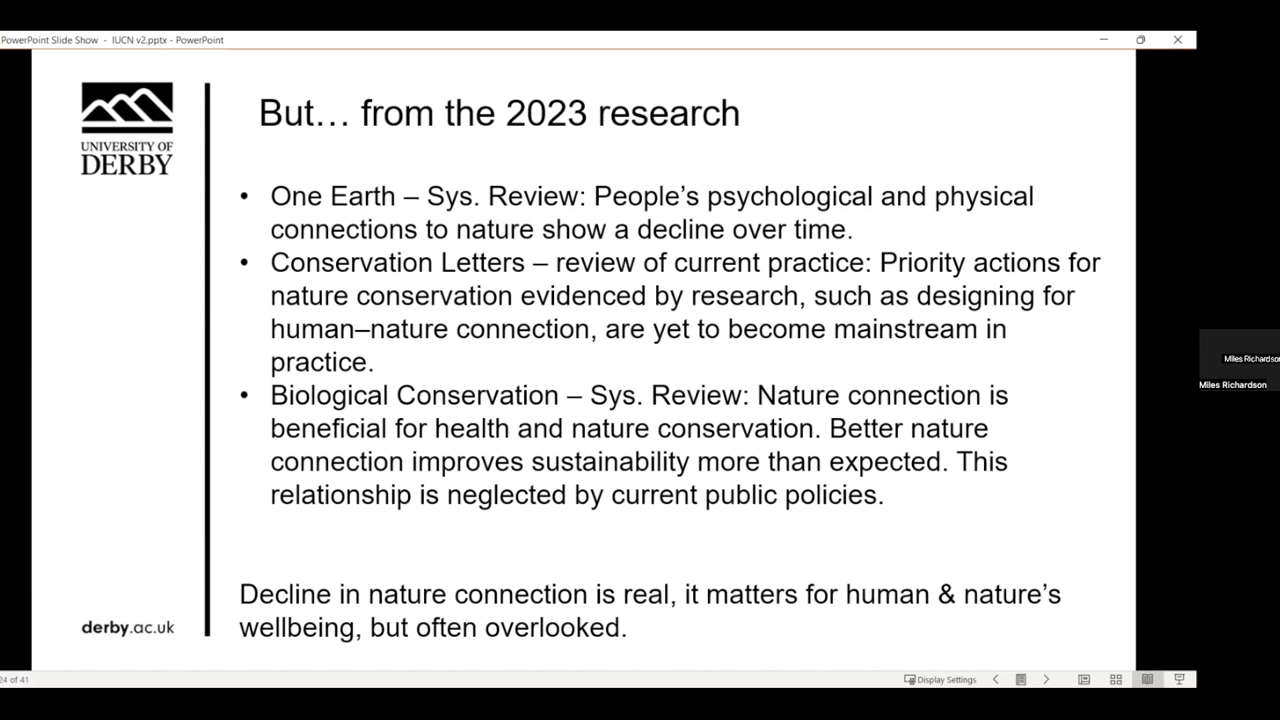 PowerPoint Slide Show - IUCN v2.pptx - PowerPoint
UNIVERSITY OF
DERBY
But… from the 2023 research
• One Earth – Sys. Review: People’s psychological and physical
connections to nature show a decline over time.
• Conservation Letters – review of current practice: Priority actions for
nature conservation evidenced by research, such as designing for
human–nature connection, are yet to become mainstream in
practice.
• Biological Conservation – Sys. Review: Nature connection is
beneficial for health and nature conservation. Better nature
connection improves sustainability more than expected. This
relationship is neglected by current public policies.
Decline in nature connection is real, it matters for human & nature’s
wellbeing, but often overlooked.
derby.ac.uk
Miles Richardson
Miles Richardson
24 of 41
Display Settings